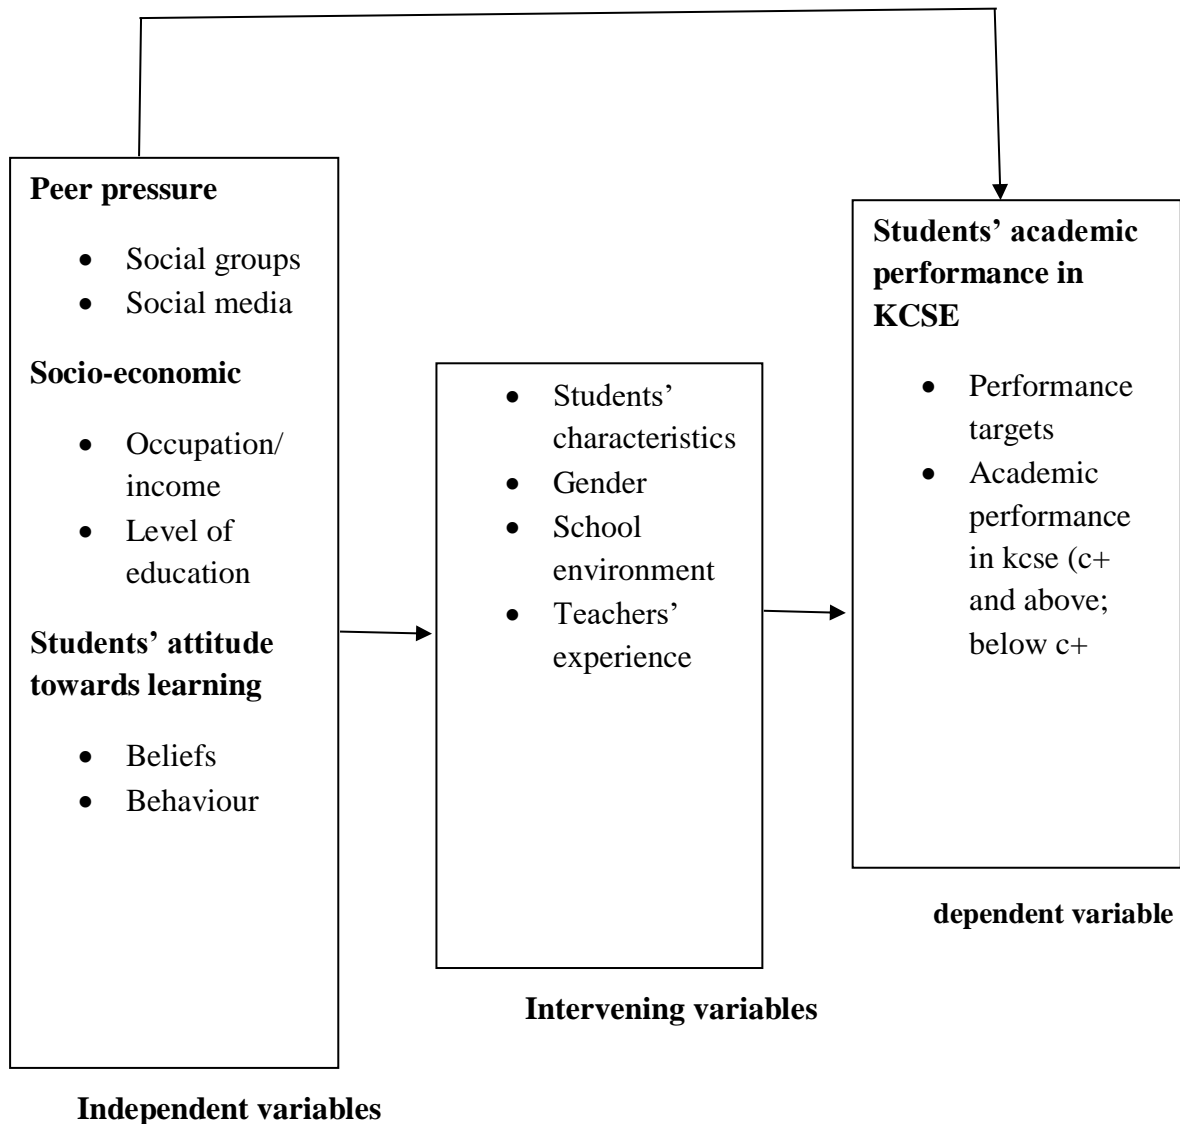 Peer pressure
• Social groups
• Social media
Socio-economic
• Occupation/
income
• Level of
education
Students’ attitude
towards learning
• Beliefs
• Behaviour
Independent variables
• Students’
characteristics
• Gender
• School
environment
• Teachers’
experience
Intervening variables
Students’ academic
performance in
KCSE
• Performance
targets
• Academic
performance
in kcse (c+
and above;
below c+
dependent variable